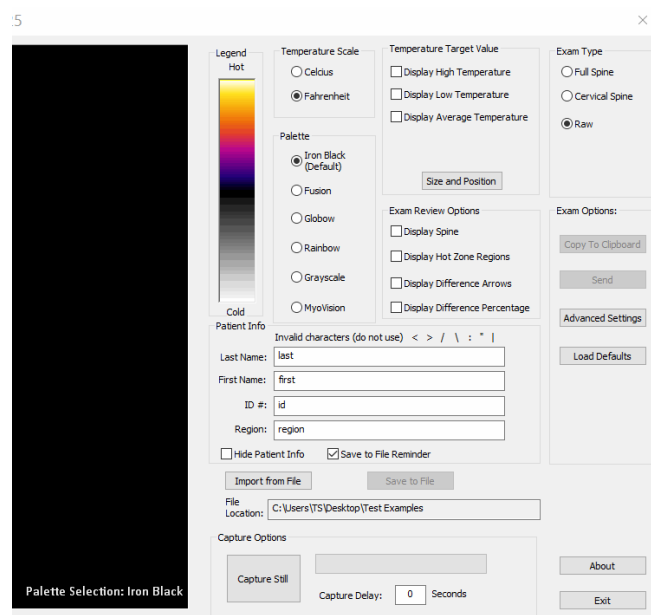 25
Legend
Hot
Cold
Temperature Scale
Celcius
Fahrenheit
Palette
Iron Black
(Default)
Fusion
Globow
Rainbow
Grayscale
MyoVision
Temperature Target Value
Display High Temperature
Display Low Temperature
Display Average Temperature
Size and Position
Exam Review Options
Display Spine
Display Hot Zone Regions
Display Difference Arrows
Display Difference Percentage
Exam Type
Full Spine
Cervical Spine
Raw
Exam Options:
Copy To Clipboard
Send
Advanced Settings
Load Defaults
Patient Info
Invalid characters (do not use) < > / \ : " |
Last Name: last
First Name: first
ID #: id
Region: region
Hide Patient Info Save to File Reminder
Import from File Save to File
File
Location: C:\Users\TS\Desktop\Test Examples
Capture Options
Capture Still
Capture Delay: 0 Seconds
About
Exit
Palette Selection: Iron Black